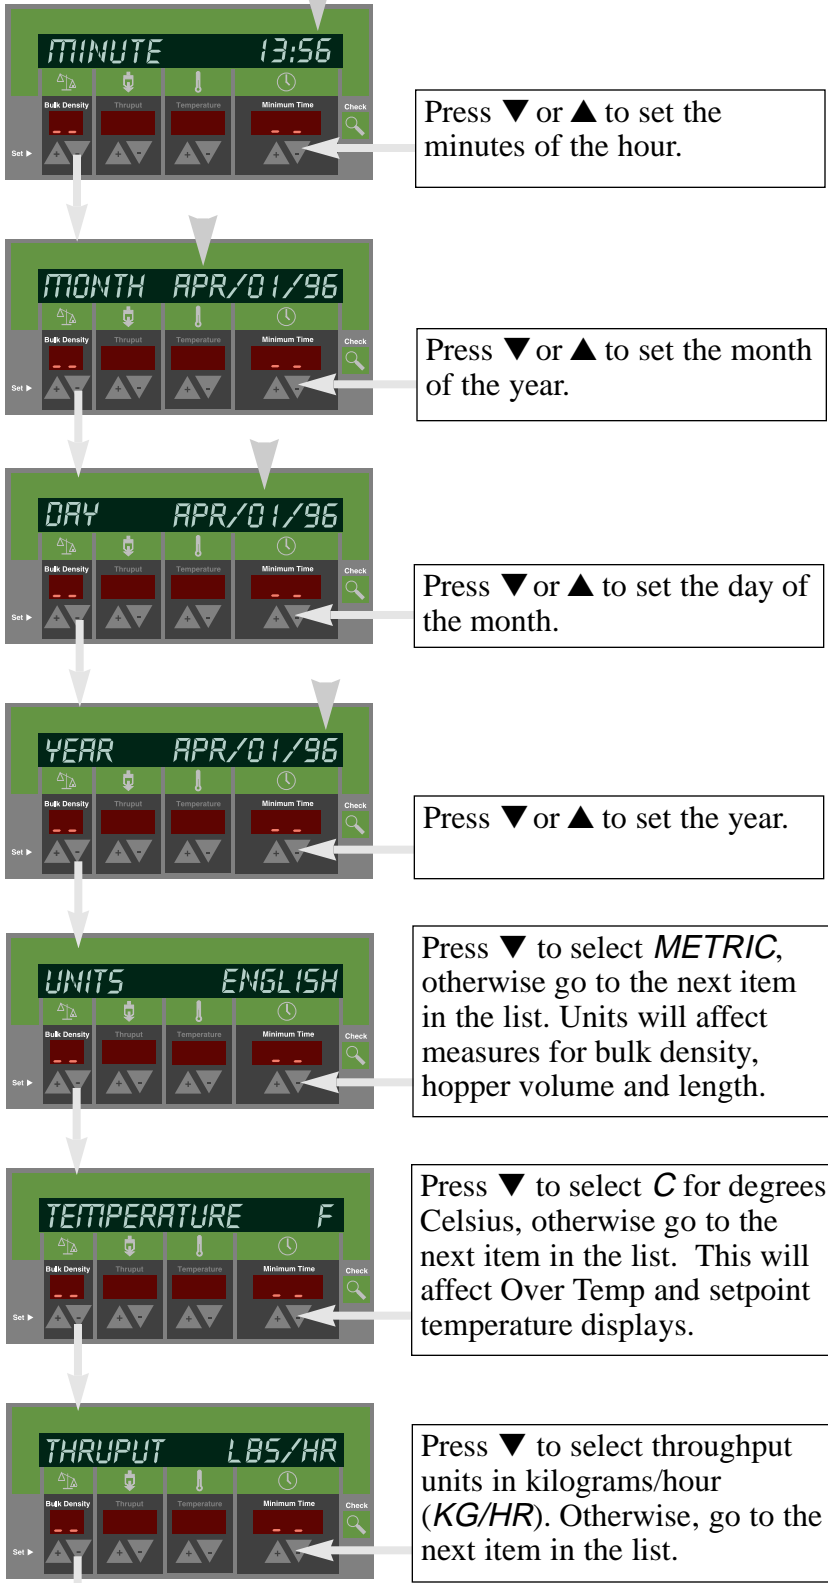 MINUTE 13:56
Bulk Density Thruput Temperature Minimum Time Check
Set ▶ + - + - + - + -
Press ▼ or ▲ to set the
minutes of the hour.
MONTH APR/01/96
Bulk Density Thruput Temperature Minimum Time Check
Set ▶ + - + - + - + -
Press ▼ or ▲ to set the month
of the year.
DAY APR/01/96
Bulk Density Thruput Temperature Minimum Time Check
Set ▶ + - + - + - + -
Press ▼ or ▲ to set the day of
the month.
YEAR APR/01/96
Bulk Density Thruput Temperature Minimum Time Check
Set ▶ + - + - + - + -
Press ▼ or ▲ to set the year.
UNITS ENGLISH
Bulk Density Thruput Temperature Minimum Time Check
Set ▶ + - + - + - + -
Press ▼ to select METRIC,
otherwise go to the next item
in the list. Units will affect
measures for bulk density,
hopper volume and length.
TEMPERATURE F
Bulk Density Thruput Temperature Minimum Time Check
Set ▶ + - + - + - + -
Press ▼ to select C for degrees
Celsius, otherwise go to the
next item in the list. This will
affect Over Temp and setpoint
temperature displays.
THRUPUT LBS/HR
Bulk Density Thruput Temperature Minimum Time Check
Set ▶ + - + - + - + -
Press ▼ to select throughput
units in kilograms/hour
(KG/HR). Otherwise, go to the
next item in the list.